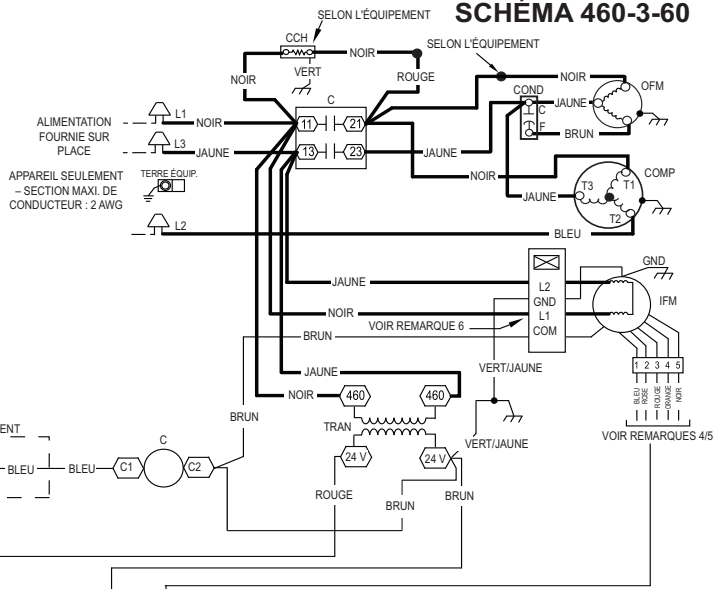 SCHÉMA 460-3-60
SELON L'ÉQUIPEMENT
CCH
NOIR
SELON L'ÉQUIPEMENT
VERT
NOIR
ROUGE
NOIR
OFM
C
COND
JAUNE
C
ALIMENTATION
FOURNIE SUR
PLACE
L1
NOIR
11
21
F
BRUN
L3
JAUNE
13
23
JAUNE
NOIR
COMP
APPAREIL SEULEMENT
– SECTION MAXI. DE
CONDUCTEUR : 2 AWG
TERRE ÉQUIP.
JAUNE
T3
T1
T2
L2
BLEU
GND
JAUNE
L2
GND
L1
COM
IFM
NOIR
VOIR REMARQUE 6
BRUN
VERT/JAUNE
JAUNE
1 2 3 4 5
BLEU
ROSE
ROUGE
ORANGE
NOIR
NOIR
460
460
BRUN
TRAN
VOIR REMARQUES 4/5
ENT
C
VERT/JAUNE
BLEU
BLEU
C1
C2
24 V
24 V
ROUGE
BRUN
BRUN